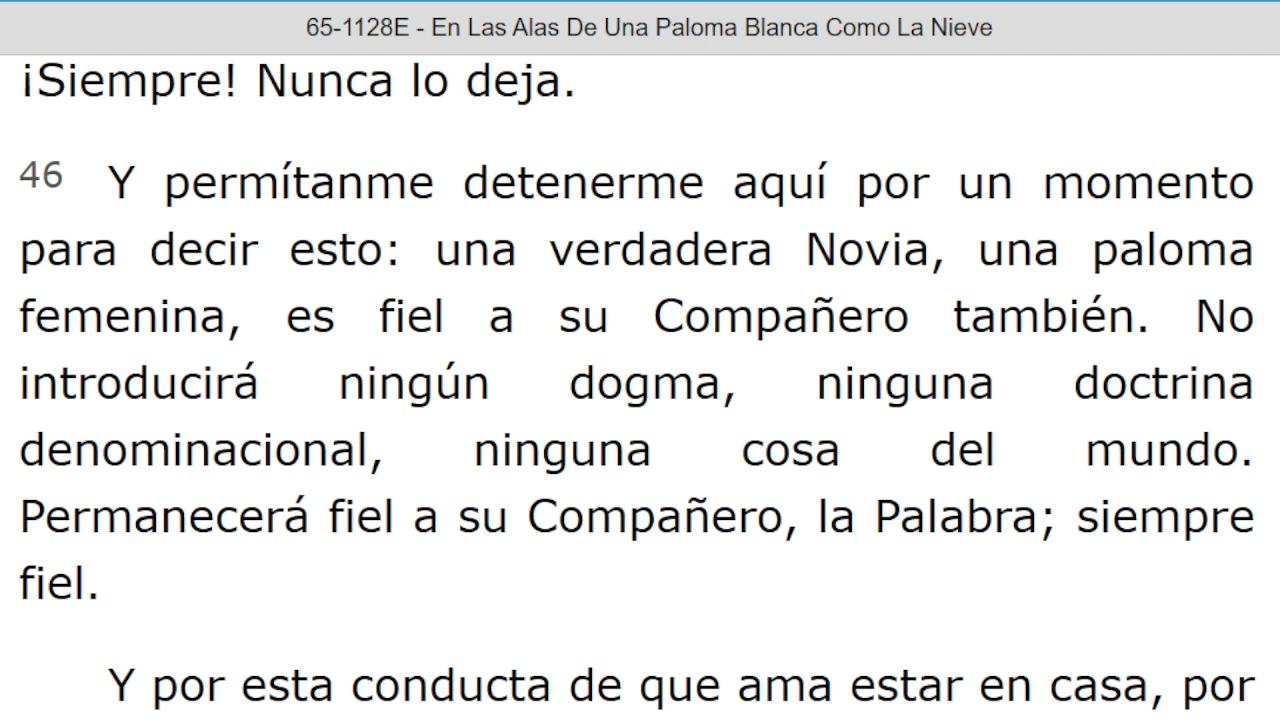 65-1128E - En Las Alas De Una Paloma Blanca Como La Nieve
¡Siempre! Nunca lo deja.
46 Y permítanme detenerme aquí por un momento
para decir esto: una verdadera Novia, una paloma
femenina, es fiel a su Compañero también. No
introducirá ningún dogma, ninguna doctrina
denominacional, ninguna cosa del mundo.
Permanecerá fiel a su Compañero, la Palabra; siempre
fiel.
Y por esta conducta de que ama estar en casa, por